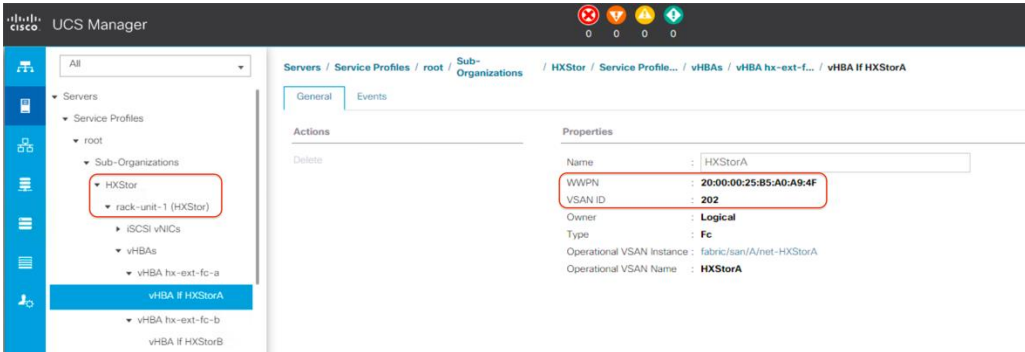 cisco UCS Manager
0 0 0 0
All
Servers
Service Profiles
root
Sub-Organizations
HXStor
rack-unit-1 (HXStor)
iSCSI vNICs
vHBAs
vHBA hx-ext-fc-a
vHBA If HXStorA
vHBA hx-ext-fc-b
vHBA If HXStorB
Servers / Service Profiles / root / Sub-Organizations / HXStor / Service Profile... / vHBAs / vHBA hx-ext-f... / vHBA If HXStorA
General Events
Actions
Delete
Properties
Name : HXStorA
WWPN : 20:00:00:25:B5:A0:A9:4F
VSAN ID : 202
Owner : Logical
Type : Fc
Operational VSAN Instance : fabric/san/A/net-HXStorA
Operational VSAN Name : HXStorA